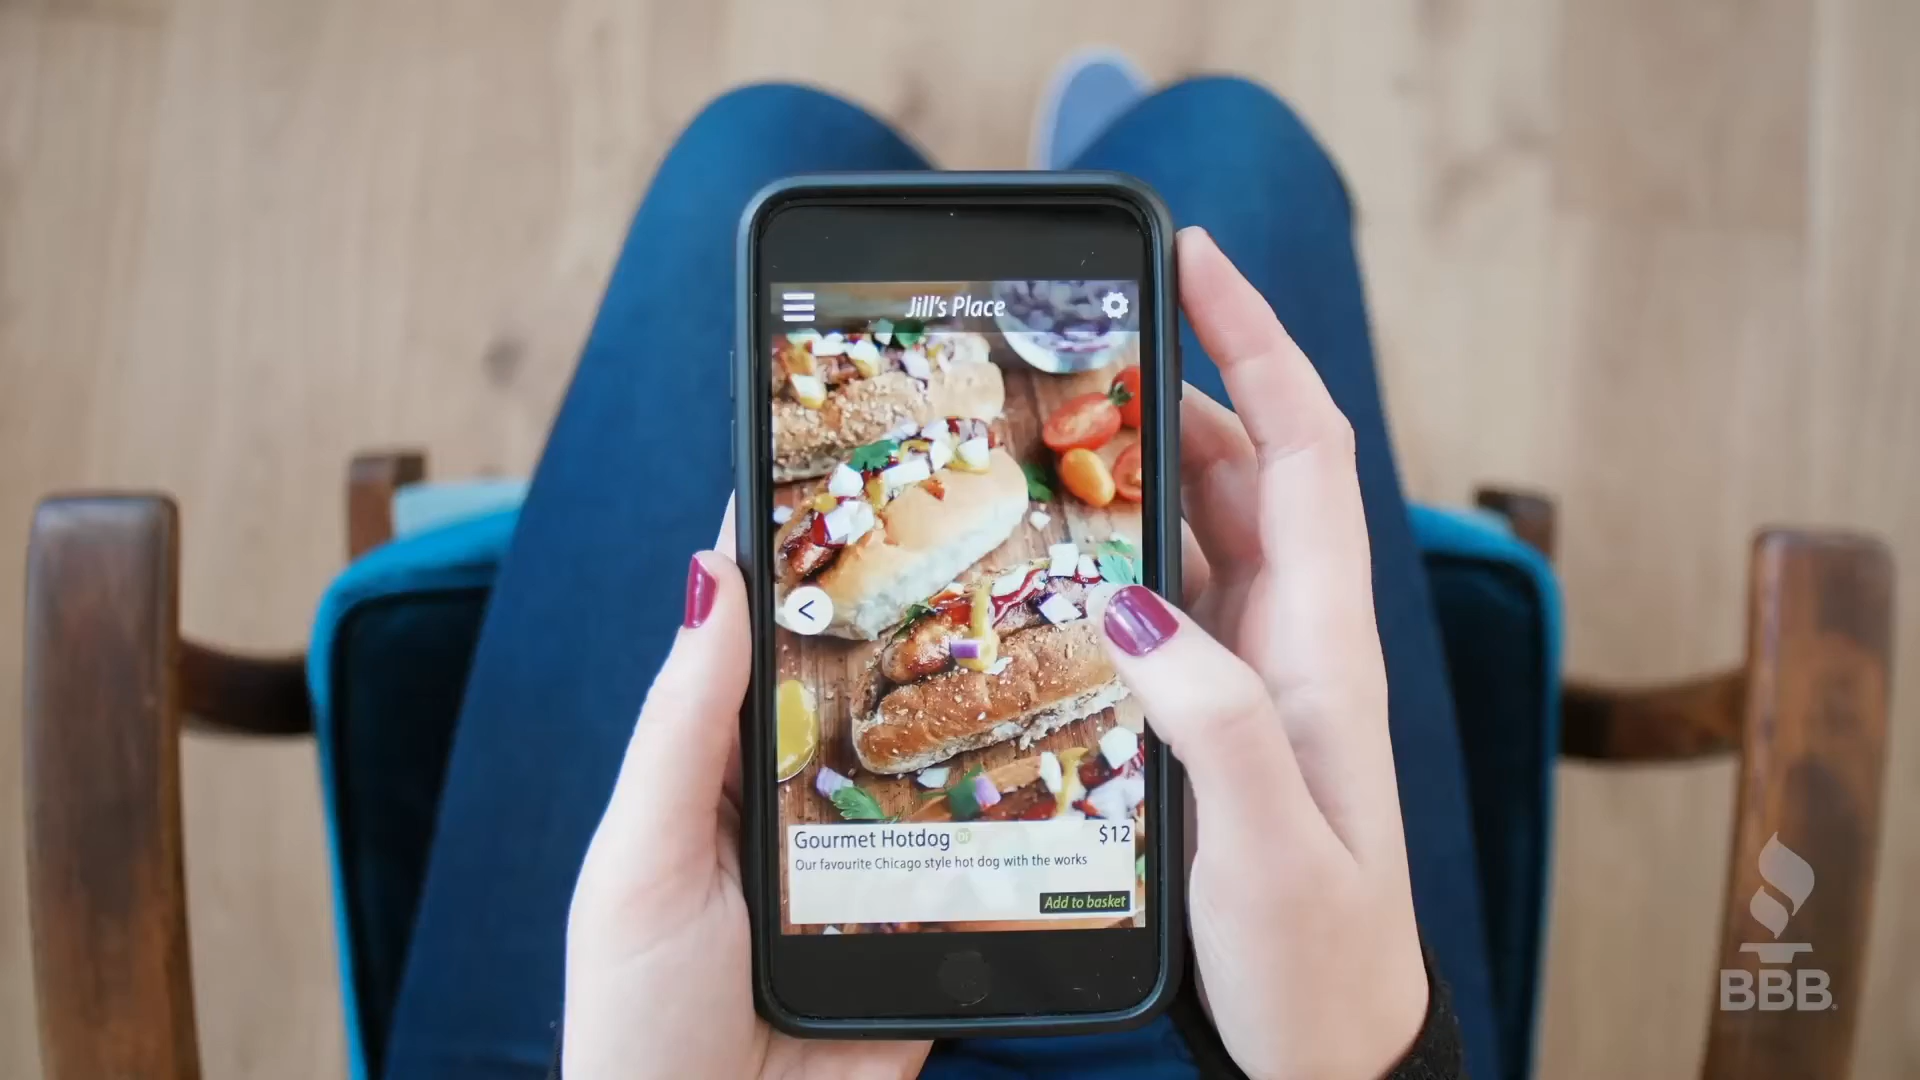 Jill's Place
<
Gourmet Hotdog
$12
Our favourite Chicago style hot dog with the works
Add to basket
BBB